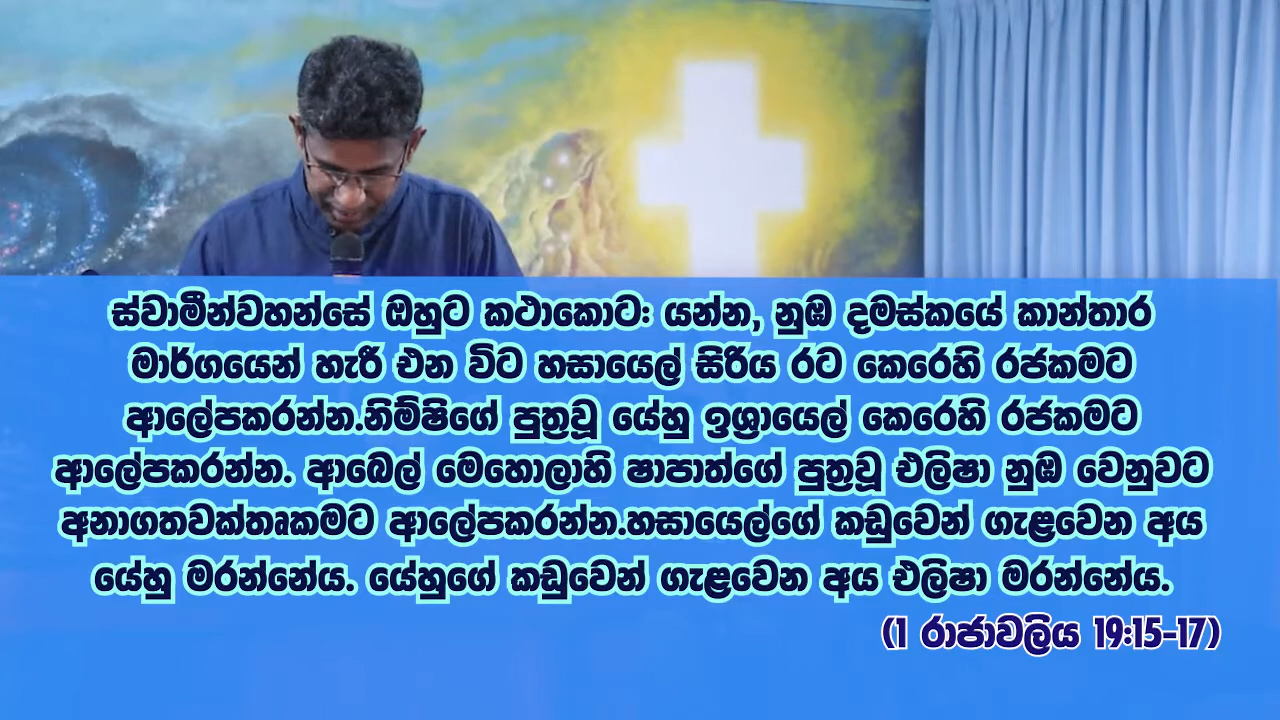 ස්වාමීන්වහන්සේ ඔහුට කථාකොට: යන්න, නුඹ දමස්කයේ කාන්තාර
මාර්ගයෙන් හැරී එන විට හසායෙල් සිරිය රට කෙරෙහි රජකමට
ආලේපකරන්න.නිම්ෂිගේ පුත්‍රවූ යේහු ඉශ්‍රායෙල් කෙරෙහි රජකමට
ආලේපකරන්න. ආබෙල් මෙහොලාහි ෂාපාත්ගේ පුත්‍රවූ එලිෂා නුඹ වෙනුවට
අනාගතවක්තෘකමට ආලේපකරන්න.හසායෙල්ගේ කඩුවෙන් ගැළවෙන අය
යේහු මරන්නේය. යේහුගේ කඩුවෙන් ගැළවෙන අය එලිෂා මරන්නේය.
(1 රාජාවලිය 19:15-17)